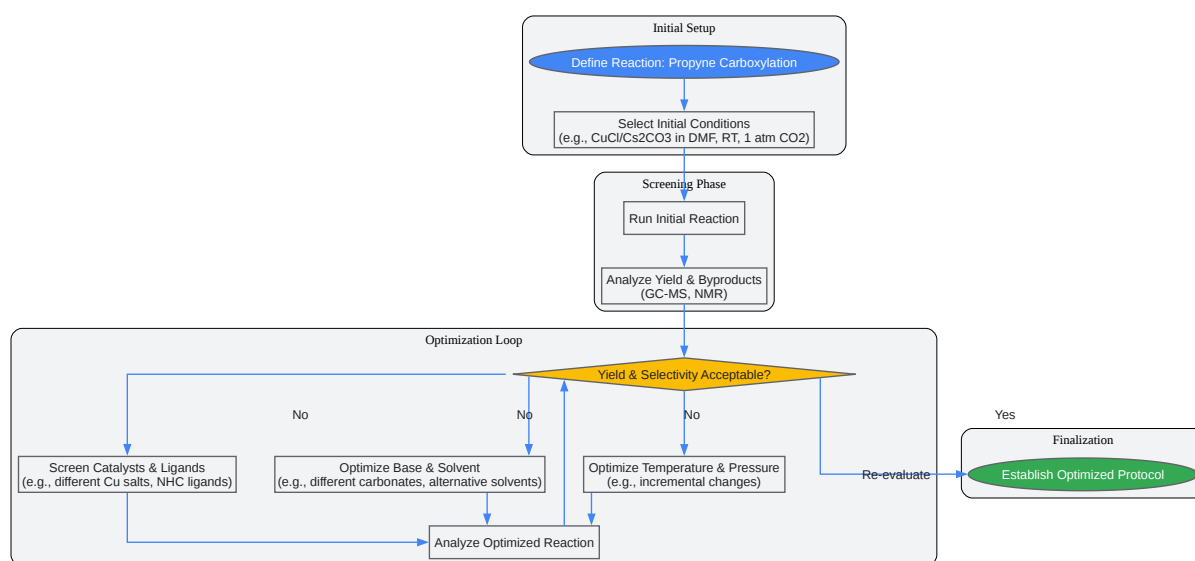 Initial Setup
Define Reaction: Propyne Carboxylation
Select Initial Conditions
(e.g., CuCl/Cs2CO3 in DMF, RT, 1 atm CO2)
Screening Phase
Run Initial Reaction
Analyze Yield & Byproducts
(GC-MS, NMR)
Optimization Loop
Yield & Selectivity Acceptable?
No
No
No
Yes
Screen Catalysts & Ligands
(e.g., different Cu salts, NHC ligands)
Optimize Base & Solvent
(e.g., different carbonates, alternative solvents)
Optimize Temperature & Pressure
(e.g., incremental changes)
Re-evaluate
Finalization
Establish Optimized Protocol
Analyze Optimized Reaction